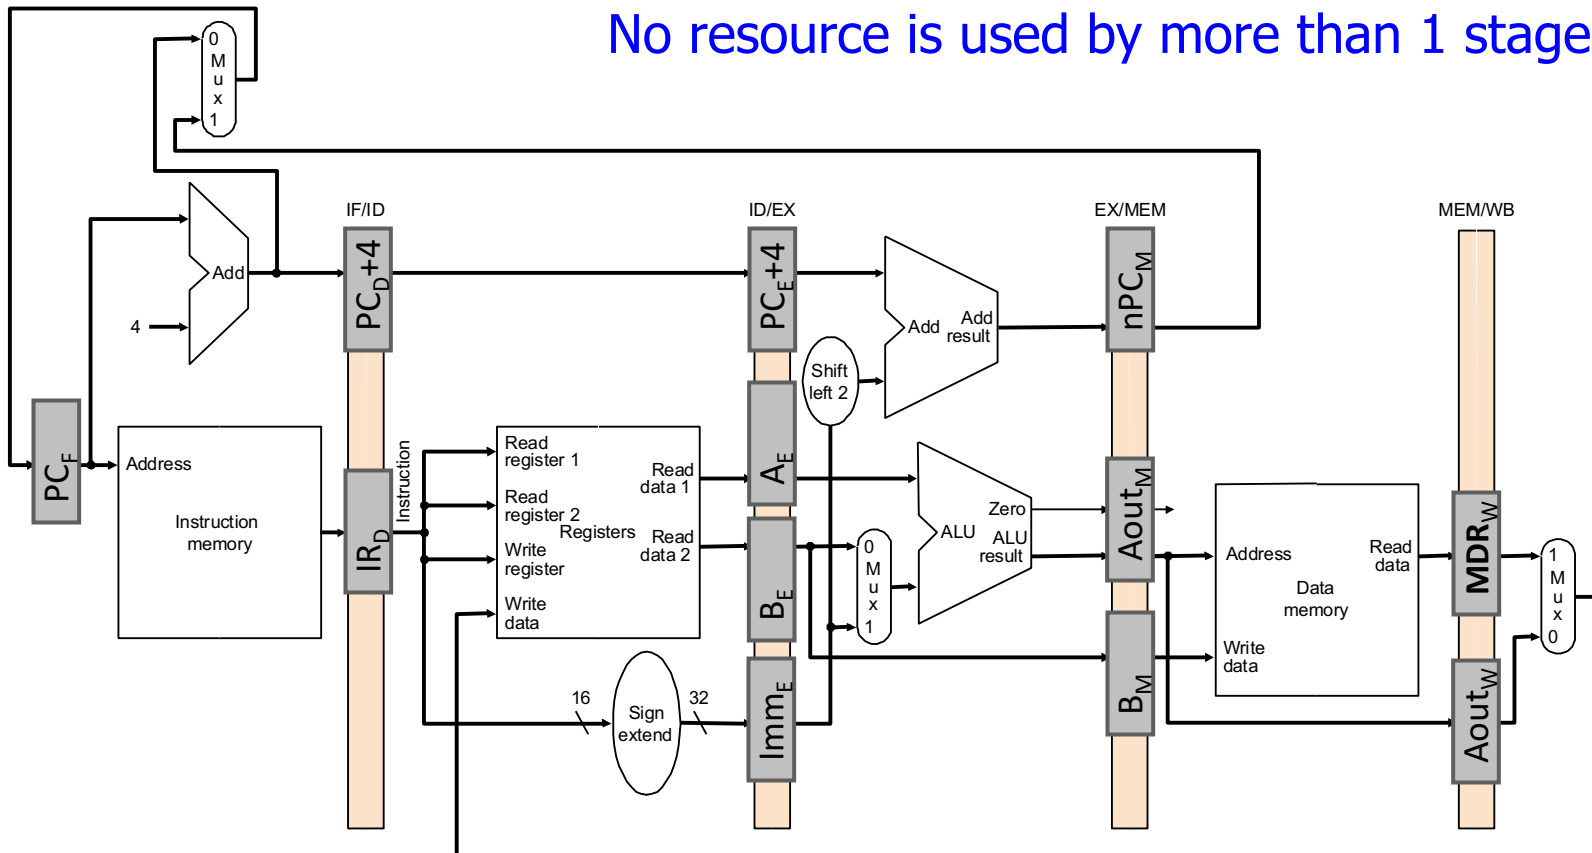 No resource is used by more than 1 stage
0
M
u
x
1
IF/ID
ID/EX
EX/MEM
MEM/WB
PCD+4
PCE+4
nPCM
Add
4
Add
Add
result
Shift
left 2
PCF
Address
Instruction
memory
IRD
Instruction
Read
register 1
Read
register 2
Write
register
Write
data
Registers
Read
data 1
Read
data 2
AE
BE
ImmE
16
Sign
extend
32
0
M
u
x
1
Zero
ALU
ALU
result
AoutM
BM
Address
Write
data
Data
memory
Read
data
MDRW
AoutW
1
M
u
x
0